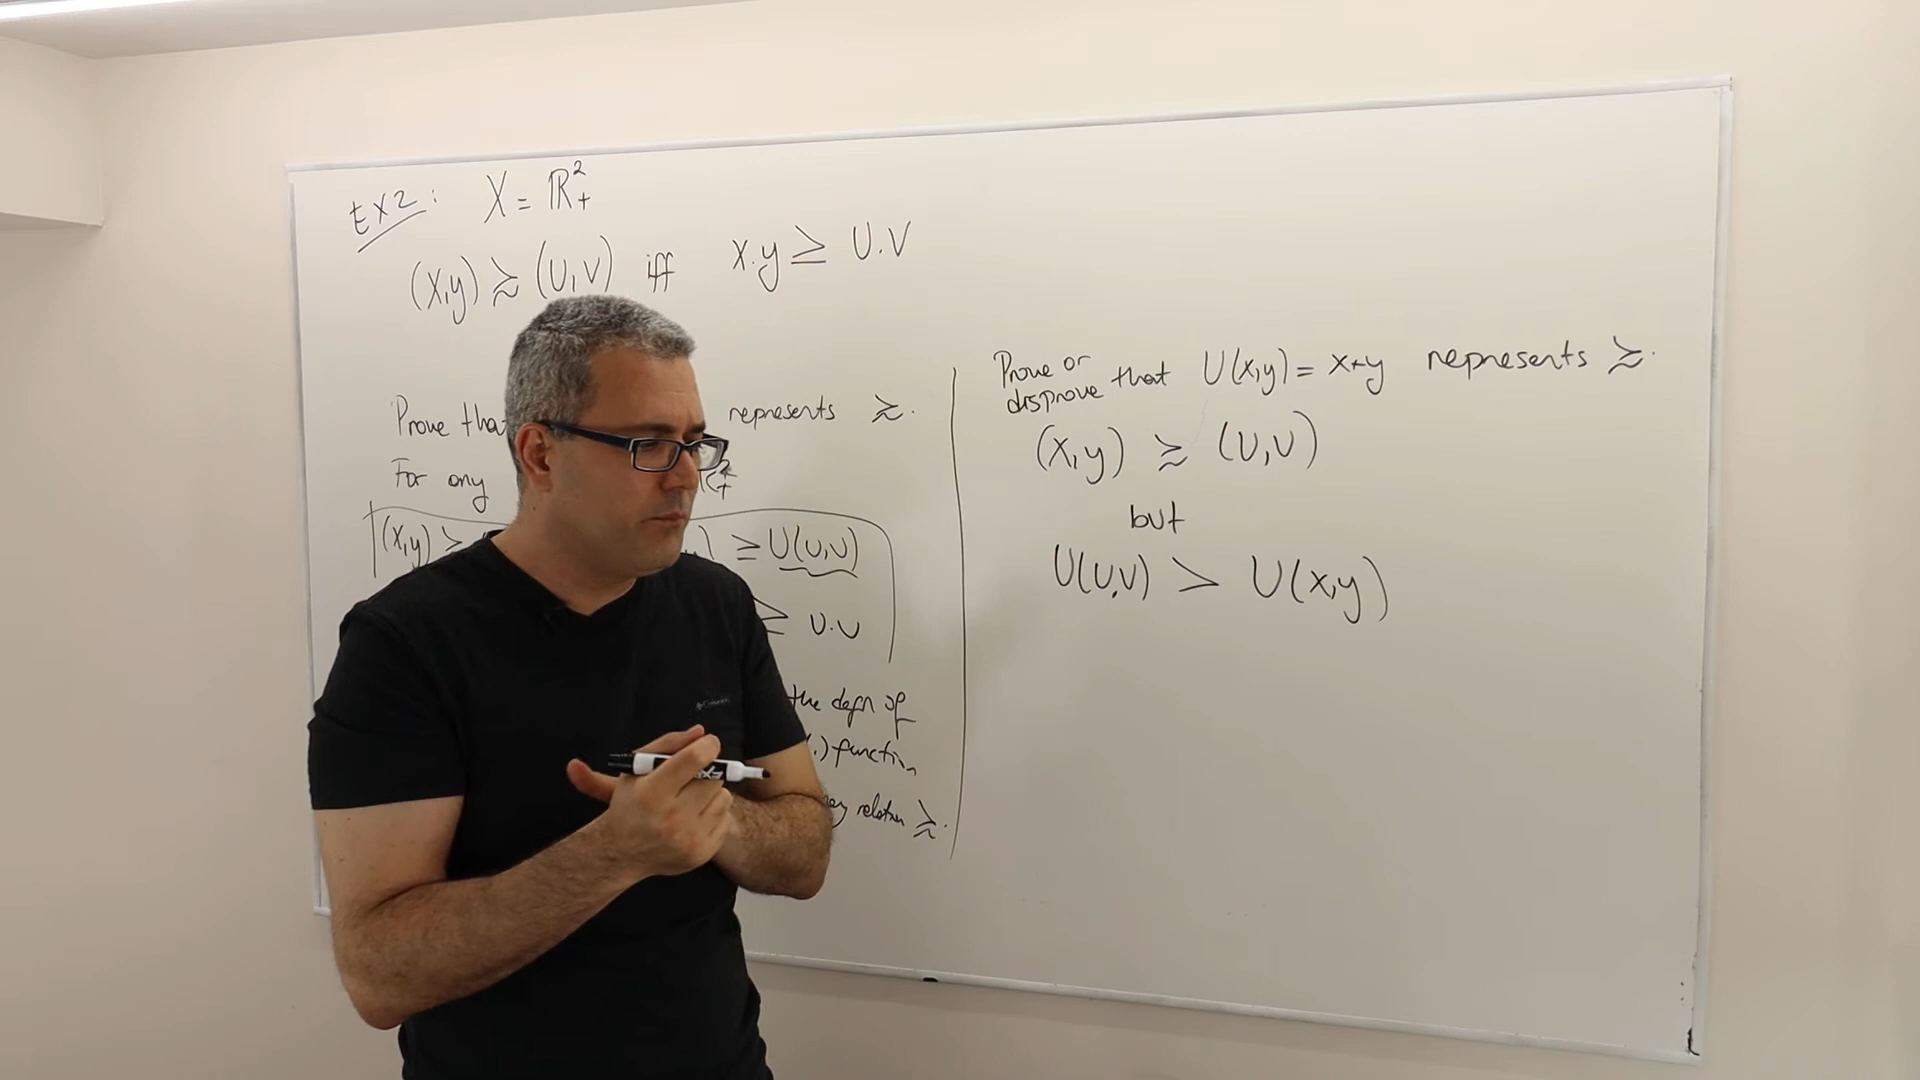 EX2: X = ℝ²₊
(x,y) ≿ (U,V) iff x.y ≥ U.V
Prove that represents ≿.
For any
(x,y) ≥ U(U,V)
≥ U.V
the defn of
(.) function
relation ≿.
Prove or disprove that U(x,y) = x+y represents ≿.
(x,y) ≿ (U,V)
but
U(U,V) > U(x,y)